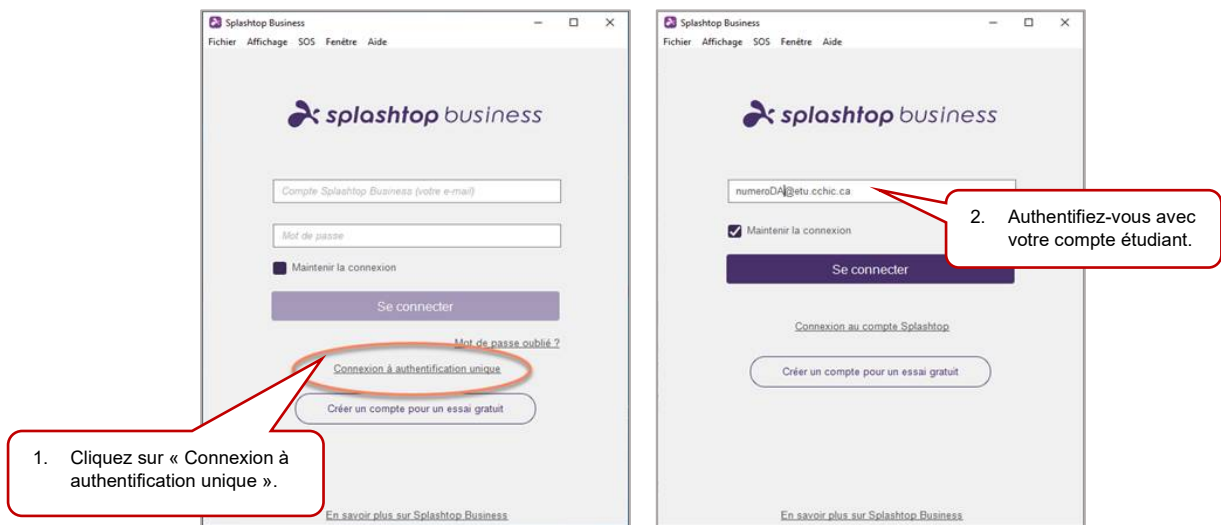 Splashtop Business
Fichier Affichage SOS Fenêtre Aide
splashtop business
Compte Splashtop Business (votre e-mail)
Mot de passe
Maintenir la connexion
Se connecter
Mot de passe oublié ?
Connexion à authentification unique
Créer un compte pour un essai gratuit
En savoir plus sur Splashtop Business
1. Cliquez sur « Connexion à
authentification unique ».
Splashtop Business
Fichier Affichage SOS Fenêtre Aide
splashtop business
numeroDA@etu.cchic.ca
Maintenir la connexion
Se connecter
Connexion au compte Splashtop
Créer un compte pour un essai gratuit
En savoir plus sur Splashtop Business
2. Authentifiez-vous avec
votre compte étudiant.